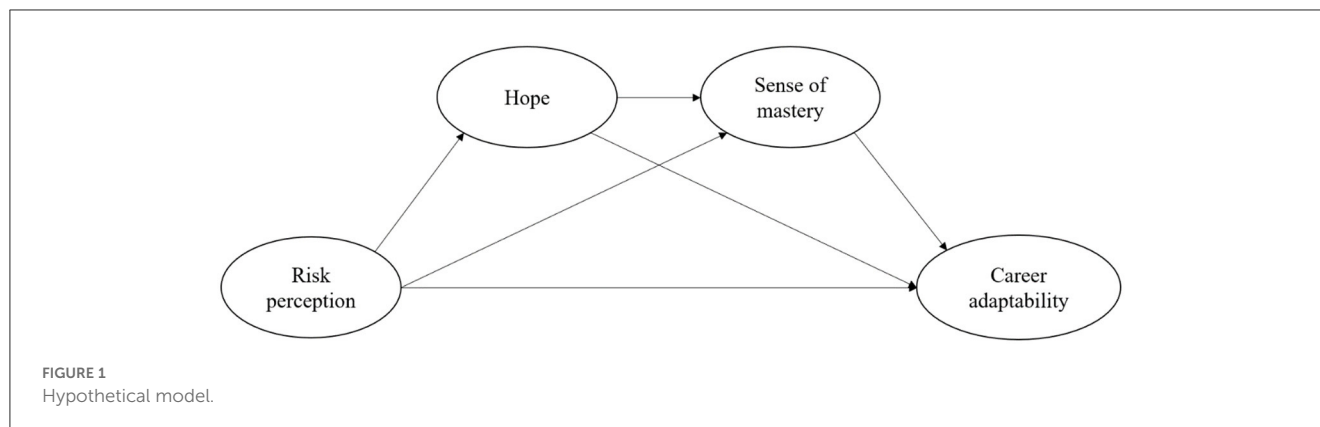 Hope
Sense of
mastery
Risk
perception
Career
adaptability
FIGURE 1
Hypothetical model.